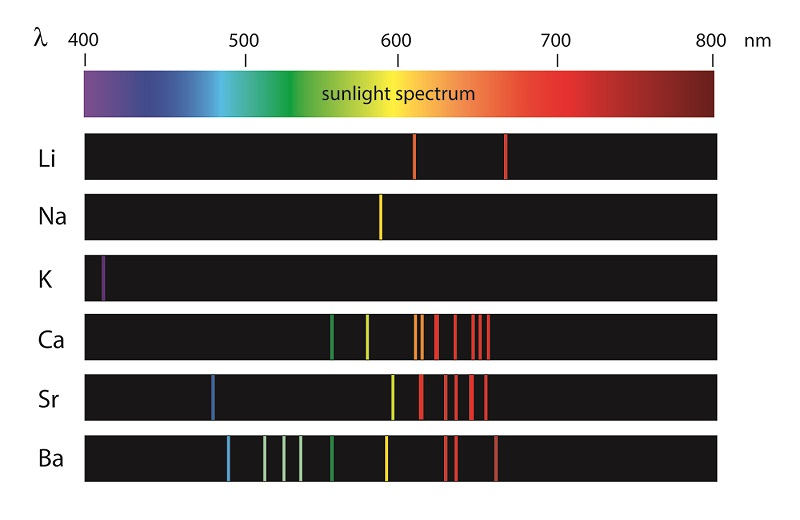 λ 400 500 600 700 800 nm
sunlight spectrum
Li
Na
K
Ca
Sr
Ba